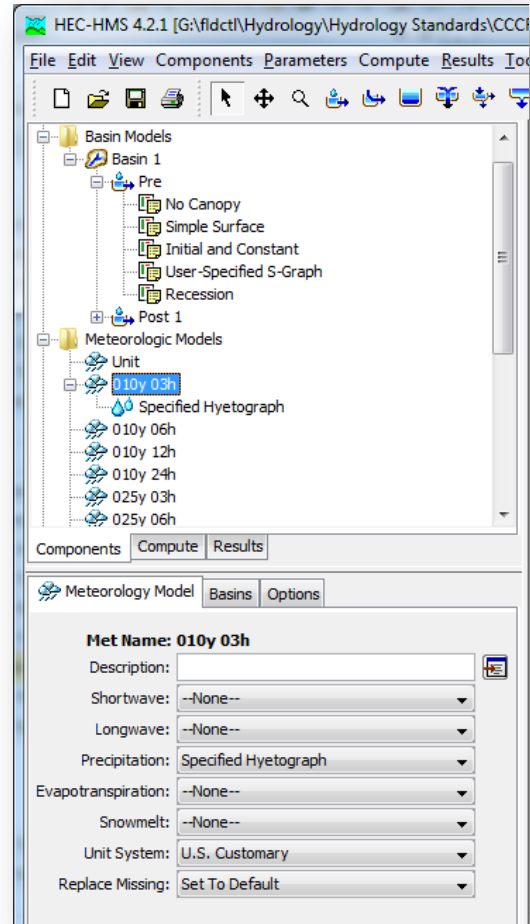 HEC-HMS 4.2.1 [G:\fldctl\Hydrology\Hydrology Standards\CCCF
File Edit View Components Parameters Compute Results Too
Basin Models
Basin 1
Pre
No Canopy
Simple Surface
Initial and Constant
User-Specified S-Graph
Recession
Post 1
Meteorologic Models
Unit
010y 03h
Specified Hyetograph
010y 06h
010y 12h
010y 24h
025y 03h
025y 06h
Components Compute Results
Meteorology Model Basins Options
Met Name: 010y 03h
Description:
Shortwave: --None--
Longwave: --None--
Precipitation: Specified Hyetograph
Evapotranspiration: --None--
Snowmelt: --None--
Unit System: U.S. Customary
Replace Missing: Set To Default